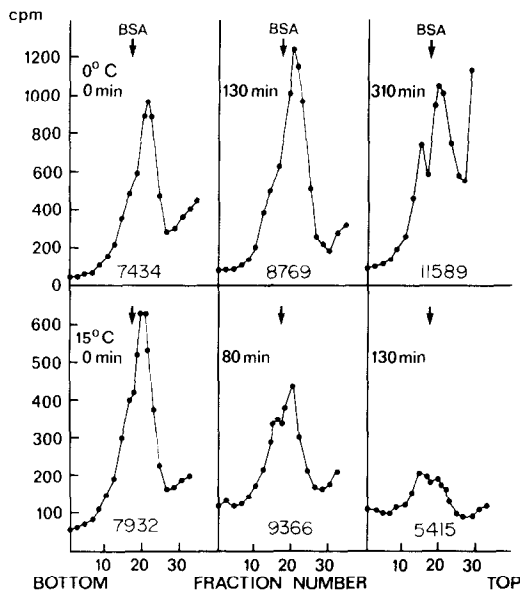 cpm
BSA BSA BSA
1200
1000
800
600
400
200
0
0° C
0 min
130 min
310 min
7434 8769 11589
600
500
400
300
200
100
15° C
0 min
80 min
130 min
7932 9366 5415
10 20 30 10 20 30 10 20 30
BOTTOM FRACTION NUMBER TOP